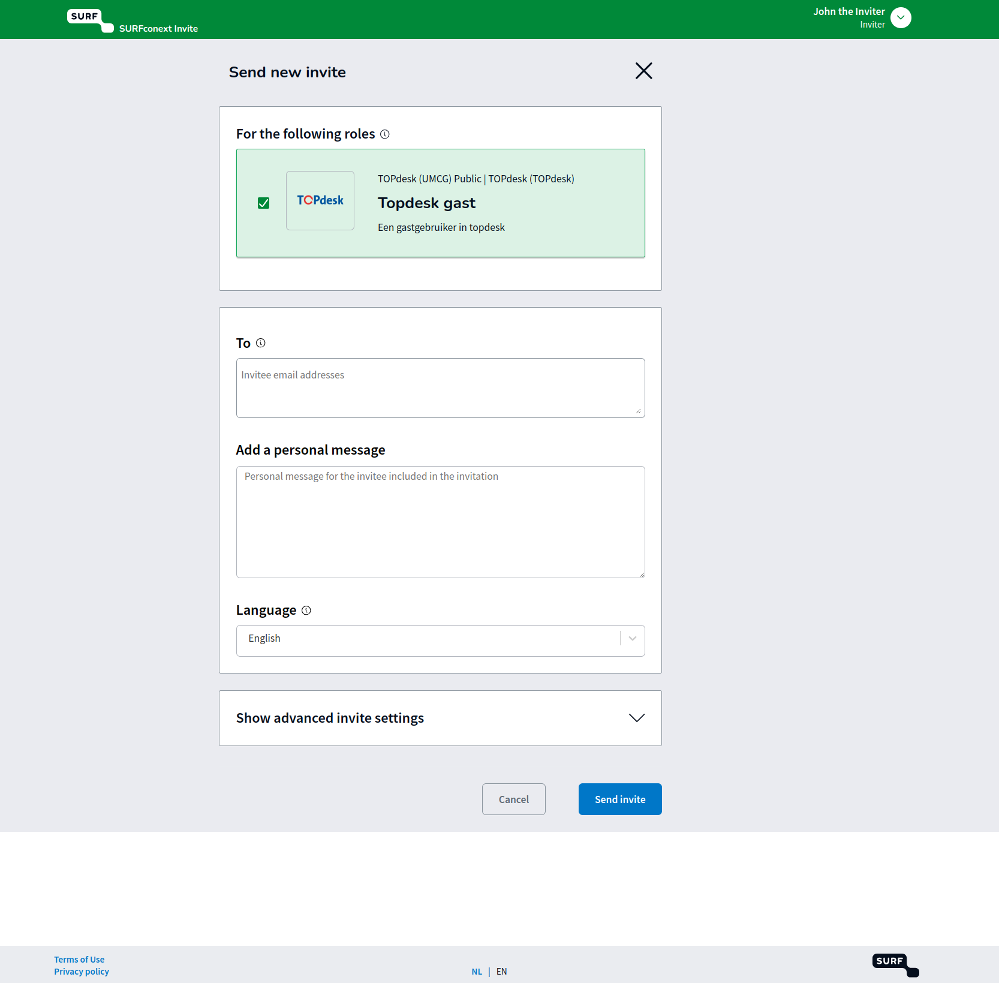 SURF
SURFconext Invite
John the Inviter
Inviter
Send new invite
For the following roles
TOPdesk
TOPdesk (UMCG) Public | TOPdesk (TOPdesk)
Topdesk gast
Een gastgebruiker in topdesk
To
Invitee email addresses
Add a personal message
Personal message for the invitee included in the invitation
Language
English
Show advanced invite settings
Cancel
Send invite
Terms of Use
Privacy policy
NL | EN
SURF